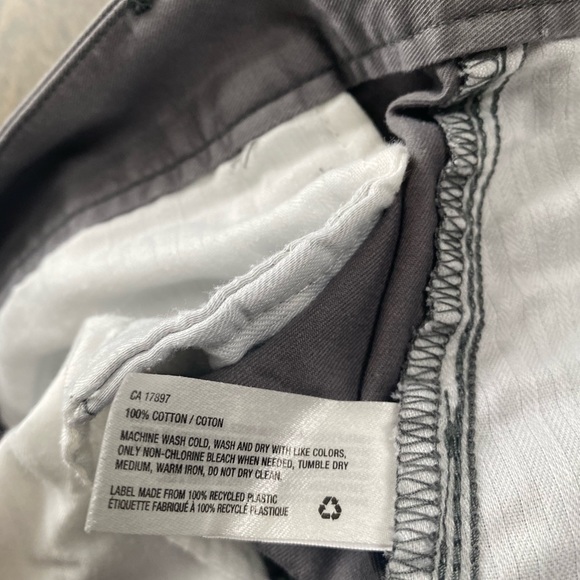 CA 17897
100% COTTON / COTON
MACHINE WASH COLD, WASH AND DRY WITH LIKE COLORS,
ONLY NON-CHLORINE BLEACH WHEN NEEDED, TUMBLE DRY
MEDIUM, WARM IRON, DO NOT DRY CLEAN.
LABEL MADE FROM 100% RECYCLED PLASTIC
ÉTIQUETTE FABRIQUÉ À 100% RECYCLÉ PLASTIQUE